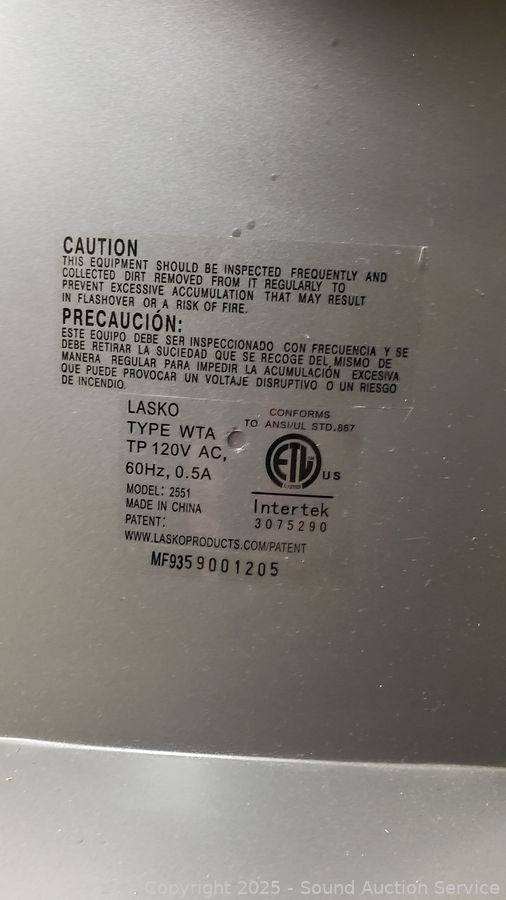 CAUTION
THIS EQUIPMENT SHOULD BE INSPECTED FREQUENTLY AND
COLLECTED DIRT REMOVED FROM IT REGULARLY TO
PREVENT EXCESSIVE ACCUMULATION THAT MAY RESULT
IN FLASHOVER OR A RISK OF FIRE.
PRECAUCIÓN:
ESTE EQUIPO DEBE SER INSPECCIONADO CON FRECUENCIA Y SE
DEBE RETIRAR LA SUCIEDAD QUE SE RECOGE DEL MISMO DE
MANERA REGULAR PARA IMPEDIR LA ACUMULACIÓN EXCESIVA
QUE PUEDE PROVOCAR UN VOLTAJE DISRUPTIVO O UN RIESGO
DE INCENDIO.
LASKO
TYPE WTA
TP 120V AC,
60Hz, 0.5A
MODEL: 2551
MADE IN CHINA
PATENT:
WWW.LASKOPRODUCTS.COM/PATENT
MF9359001205
CONFORMS
TO ANSI/UL STD.867
ETL
LISTED
US
Intertek
3075290
Copyright 2025 - Sound Auction Service